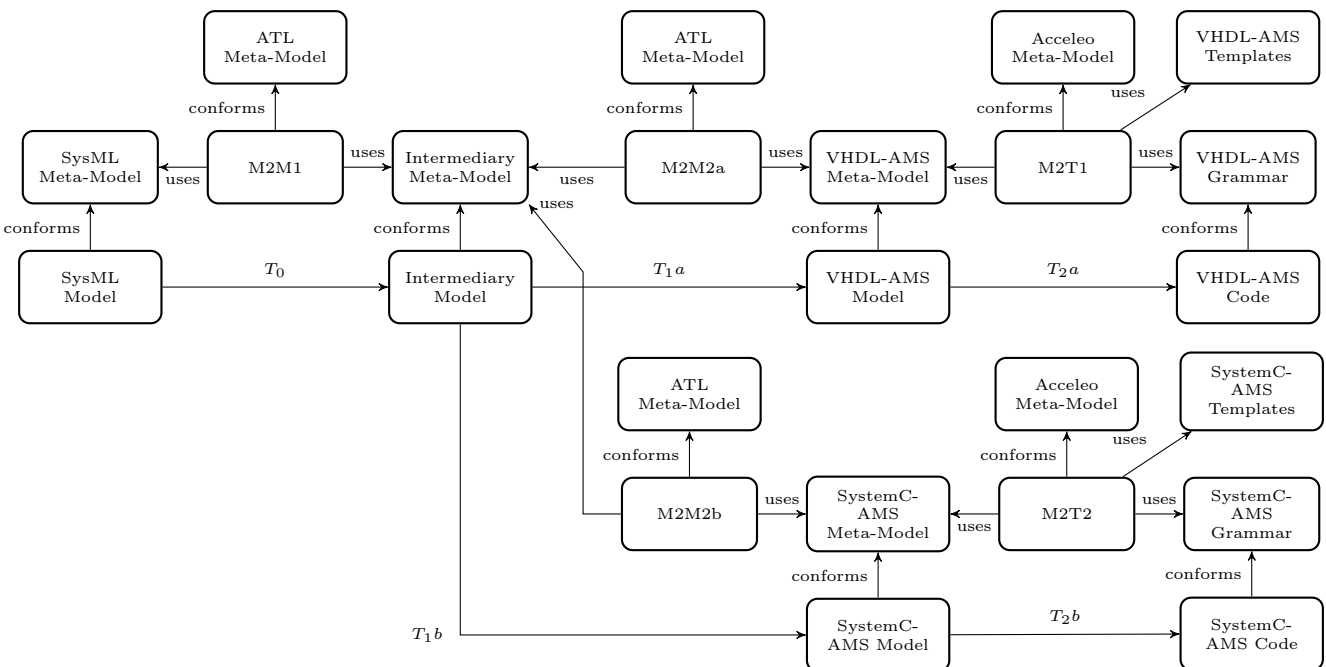 ATL
Meta-Model
ATL
Meta-Model
Acceleo
Meta-Model
VHDL-AMS
Templates
conforms
conforms
conforms
uses
SysML
Meta-Model
uses
M2M1
uses
Intermediary
Meta-Model
uses
M2M2a
uses
VHDL-AMS
Meta-Model
uses
M2T1
uses
VHDL-AMS
Grammar
conforms
conforms
uses
conforms
conforms
SysML
Model
T₀
Intermediary
Model
T₁a
VHDL-AMS
Model
T₂a
VHDL-AMS
Code
ATL
Meta-Model
Acceleo
Meta-Model
SystemC-
AMS
Templates
conforms
conforms
uses
M2M2b
uses
SystemC-
AMS
Meta-Model
uses
M2T2
uses
SystemC-
AMS
Grammar
conforms
conforms
T₁b
SystemC-
AMS Model
T₂b
SystemC-
AMS Code